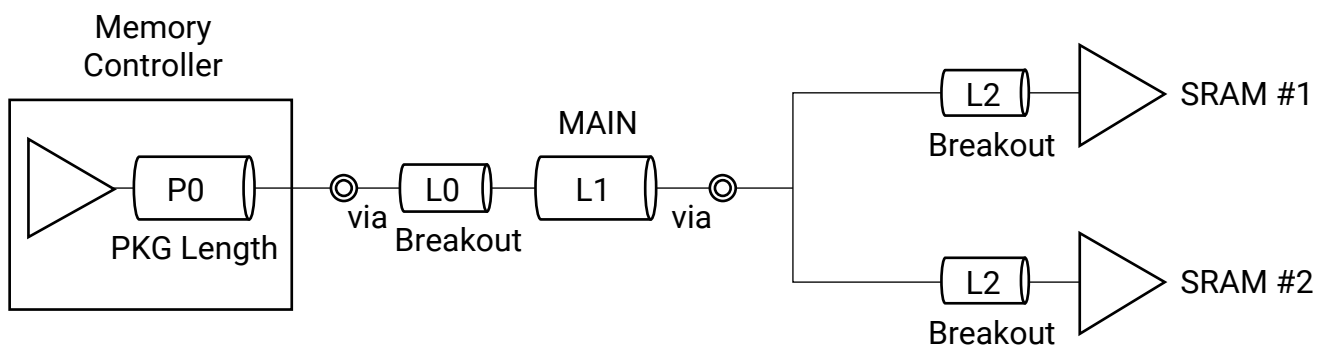 Memory
Controller
P0
PKG Length
via
L0
Breakout
MAIN
L1
via
L2
Breakout
SRAM #1
L2
Breakout
SRAM #2